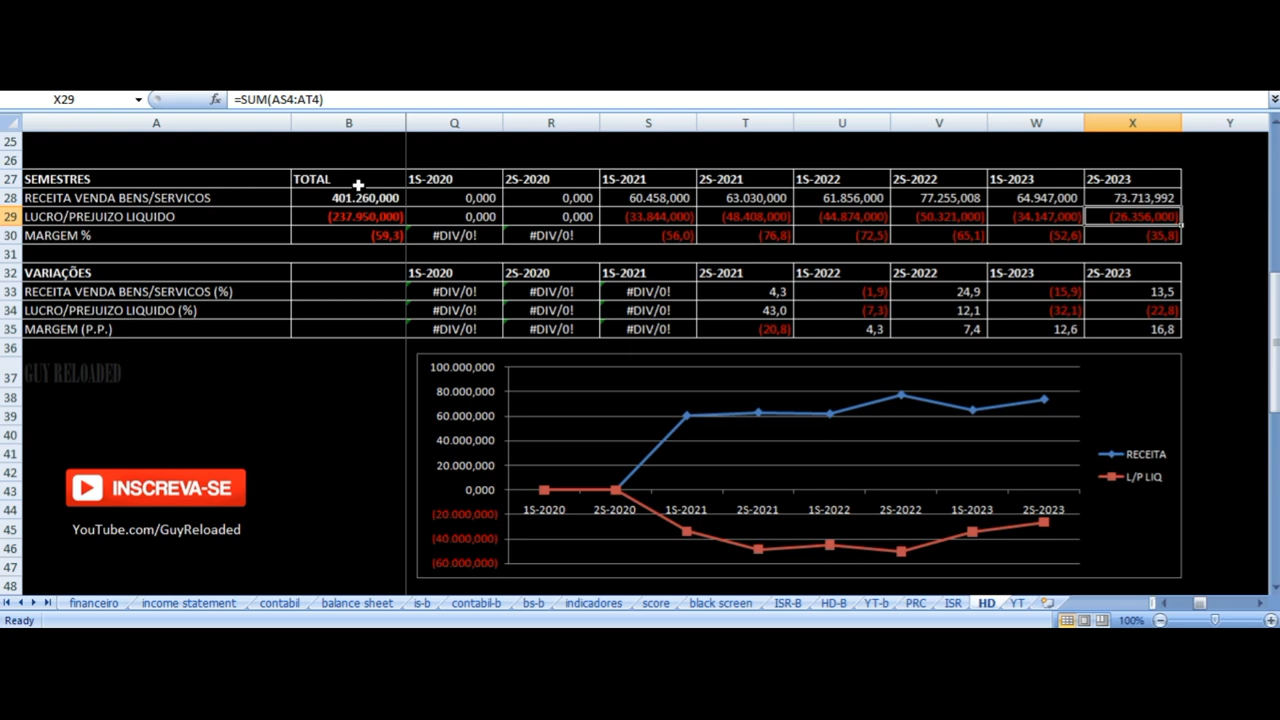 X29 fx =SUM(AS4:AT4)
A B Q R S T U V W X Y
25
26
27 SEMESTRES TOTAL 1S-2020 2S-2020 1S-2021 2S-2021 1S-2022 2S-2022 1S-2023 2S-2023
28 RECEITA VENDA BENS/SERVICOS 401.260,000 0,000 0,000 60.458,000 63.030,000 61.856,000 77.255,008 64.947,000 73.713,992
29 LUCRO/PREJUIZO LIQUIDO (237.950,000) 0,000 0,000 (33.844,000) (48.408,000) (44.874,000) (50.321,000) (34.147,000) (26.356,000)
30 MARGEM % (59,3) #DIV/0! #DIV/0! (56,0) (76,8) (72,5) (65,1) (52,6) (35,8)
31
32 VARIAÇÕES 1S-2020 2S-2020 1S-2021 2S-2021 1S-2022 2S-2022 1S-2023 2S-2023
33 RECEITA VENDA BENS/SERVICOS (%) #DIV/0! #DIV/0! #DIV/0! 4,3 (1,9) 24,9 (15,9) 13,5
34 LUCRO/PREJUIZO LIQUIDO (%) #DIV/0! #DIV/0! #DIV/0! 43,0 (7,3) 12,1 (32,1) (22,8)
35 MARGEM (P.P.) #DIV/0! #DIV/0! #DIV/0! (20,8) 4,3 7,4 12,6 16,8
36
37 GUY RELOADED
38
39
40
41
42
43
44
45
46
47
48
INSCREVA-SE
YouTube.com/GuyReloaded
100.000,000
80.000,000
60.000,000
40.000,000
20.000,000
0,000
(20.000,000)
(40.000,000)
(60.000,000)
1S-2020 2S-2020 1S-2021 2S-2021 1S-2022 2S-2022 1S-2023 2S-2023
RECEITA
L/P LIQ
financeiro income statement contabil balance sheet is-b contabil-b bs-b indicadores score black screen ISR-B HD-B YT-b PRC ISR HD YT
Ready 100%